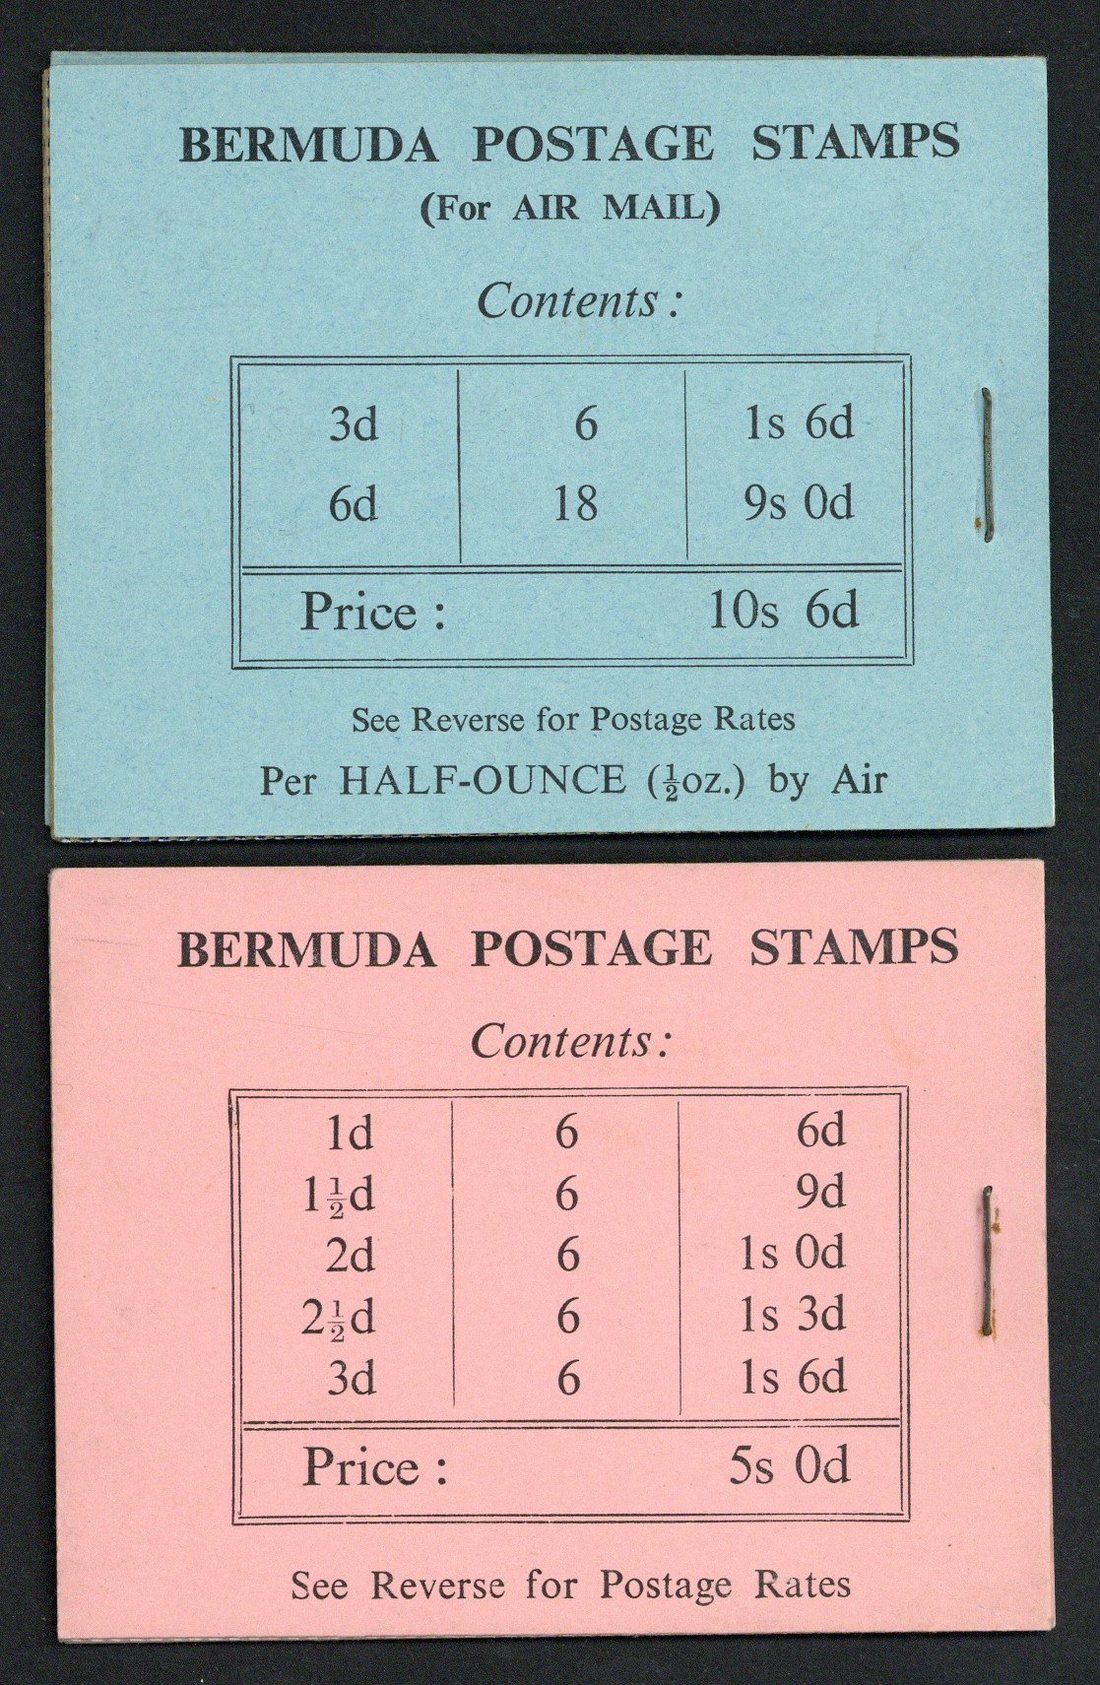 BERMUDA POSTAGE STAMPS
(For AIR MAIL)
Contents :
3d 6 1s 6d
6d 18 9s 0d
Price : 10s 6d
See Reverse for Postage Rates
Per HALF-OUNCE (½oz.) by Air
BERMUDA POSTAGE STAMPS
Contents :
1d 6 6d
1½d 6 9d
2d 6 1s 0d
2½d 6 1s 3d
3d 6 1s 6d
Price : 5s 0d
See Reverse for Postage Rates